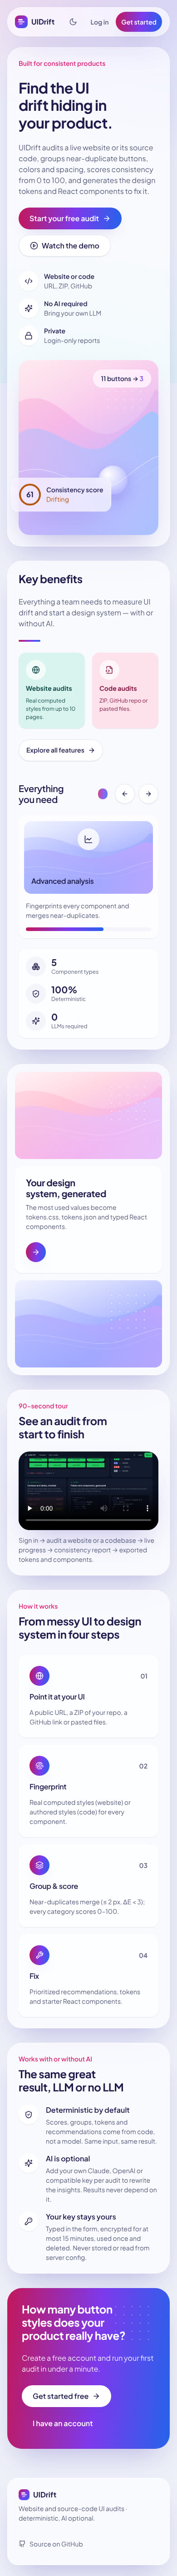 UIDrift
Log in
Get started
Built for consistent products
Find the UI
drift hiding in
your product.
UIDrift audits a live website or its source
code, groups near-duplicate buttons,
colors and spacing, scores consistency
from 0 to 100, and generates the design
tokens and React components to fix it.
Start your free audit →
Watch the demo
Website or code
URL, ZIP, GitHub
No AI required
Bring your own LLM
Private
Login-only reports
11 buttons → 3
61
Consistency score
Drifting
Key benefits
Everything a team needs to measure UI
drift and start a design system — with or
without AI.
Website audits
Real computed
styles from up to 10
pages.
Code audits
ZIP, GitHub repo or
pasted files.
Explore all features →
Everything
you need
← →
Advanced analysis
Fingerprints every component and
merges near-duplicates.
5
Component types
100%
Deterministic
0
LLMs required
Your design
system, generated
The most used values become
tokens.css, tokens.json and typed React
components.
→
90-second tour
See an audit from
start to finish
0:00
Sign in → audit a website or a codebase → live
progress → consistency report → exported
tokens and components.
How it works
From messy UI to design
system in four steps
01
Point it at your UI
A public URL, a ZIP of your repo, a
GitHub link or pasted files.
02
Fingerprint
Real computed styles (website) or
authored styles (code) for every
component.
03
Group & score
Near-duplicates merge (± 2 px, ΔE < 3);
every category scores 0–100.
04
Fix
Prioritized recommendations, tokens
and starter React components.
Works with or without AI
The same great
result, LLM or no LLM
Deterministic by default
Scores, groups, tokens and
recommendations come from code,
not a model. Same input, same result.
AI is optional
Add your own Claude, OpenAI or
compatible key per audit to rewrite
the insights. Results never depend on
it.
Your key stays yours
Typed in the form, encrypted for at
most 15 minutes, used once and
deleted. Never stored or read from
server config.
How many button
styles does your
product really have?
Create a free account and run your first
audit in under a minute.
Get started free →
I have an account
UIDrift
Website and source-code UI audits ·
deterministic, AI optional.
Source on GitHub